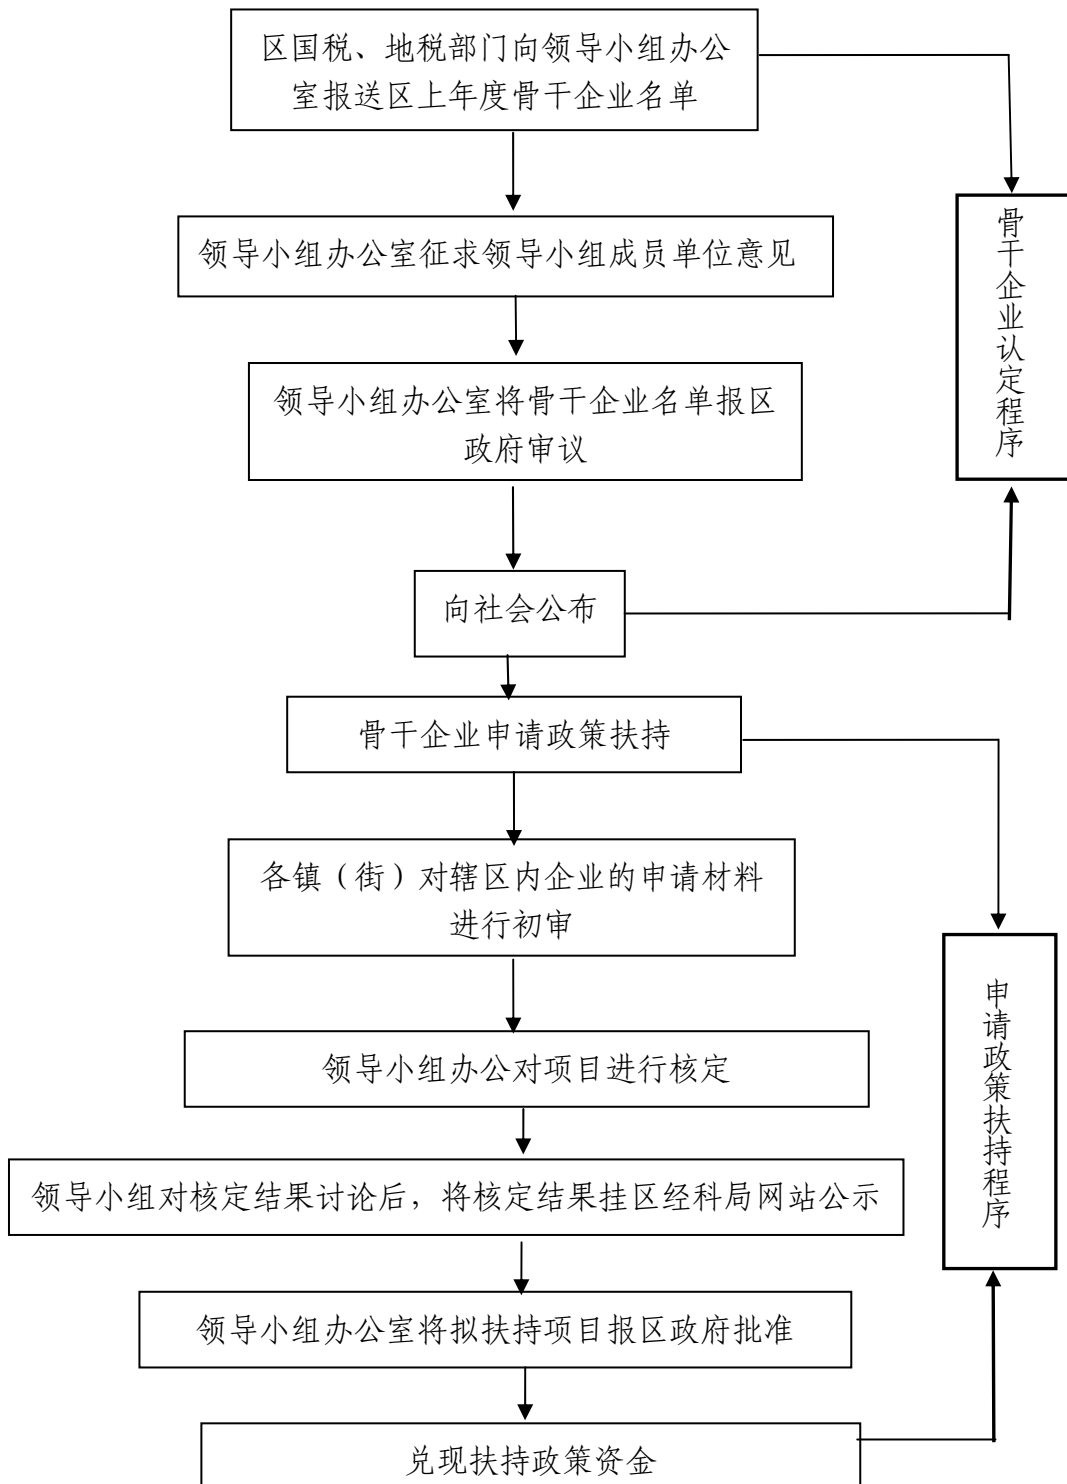 区国税、地税部门向领导小组办公
室报送区上年度骨干企业名单
领导小组办公室征求领导小组成员单位意见
领导小组办公室将骨干企业名单报区
政府审议
向社会公布
骨干企业认定程序
骨干企业申请政策扶持
各镇（街）对辖区内企业的申请材料
进行初审
领导小组办公对项目进行核定
领导小组对核定结果讨论后，将核定结果挂区经科局网站公示
领导小组办公室将拟扶持项目报区政府批准
兑现扶持政策资金
申请政策扶持程序